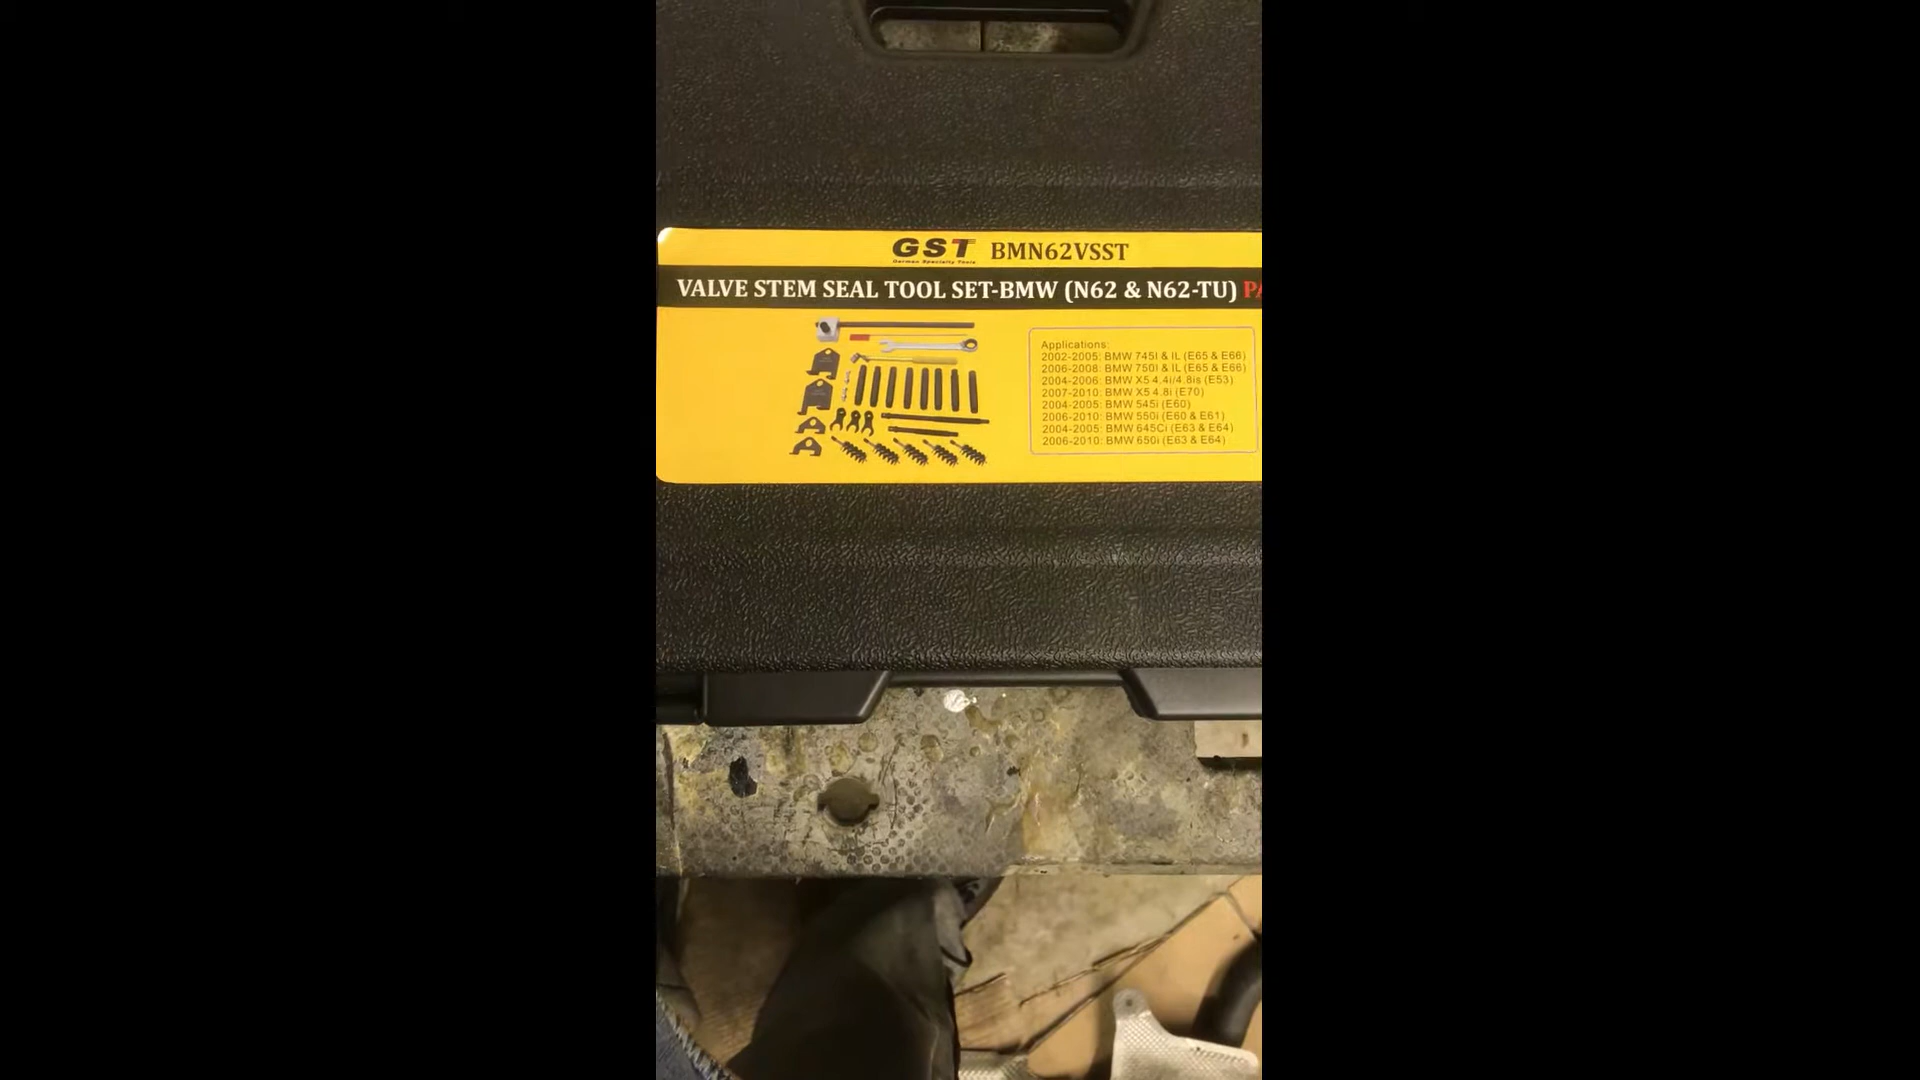 GST BMN62VSST
German Specialty Tools
VALVE STEM SEAL TOOL SET-BMW (N62 & N62-TU) PA
Applications:
2002-2005: BMW 745I & IL (E65 & E66)
2006-2008: BMW 750I & IL (E65 & E66)
2004-2006: BMW X5 4.4i/4.8is (E53)
2007-2010: BMW X5 4.8i (E70)
2004-2005: BMW 545i (E60)
2006-2010: BMW 550i (E60 & E61)
2004-2005: BMW 645Ci (E63 & E64)
2006-2010: BMW 650i (E63 & E64)